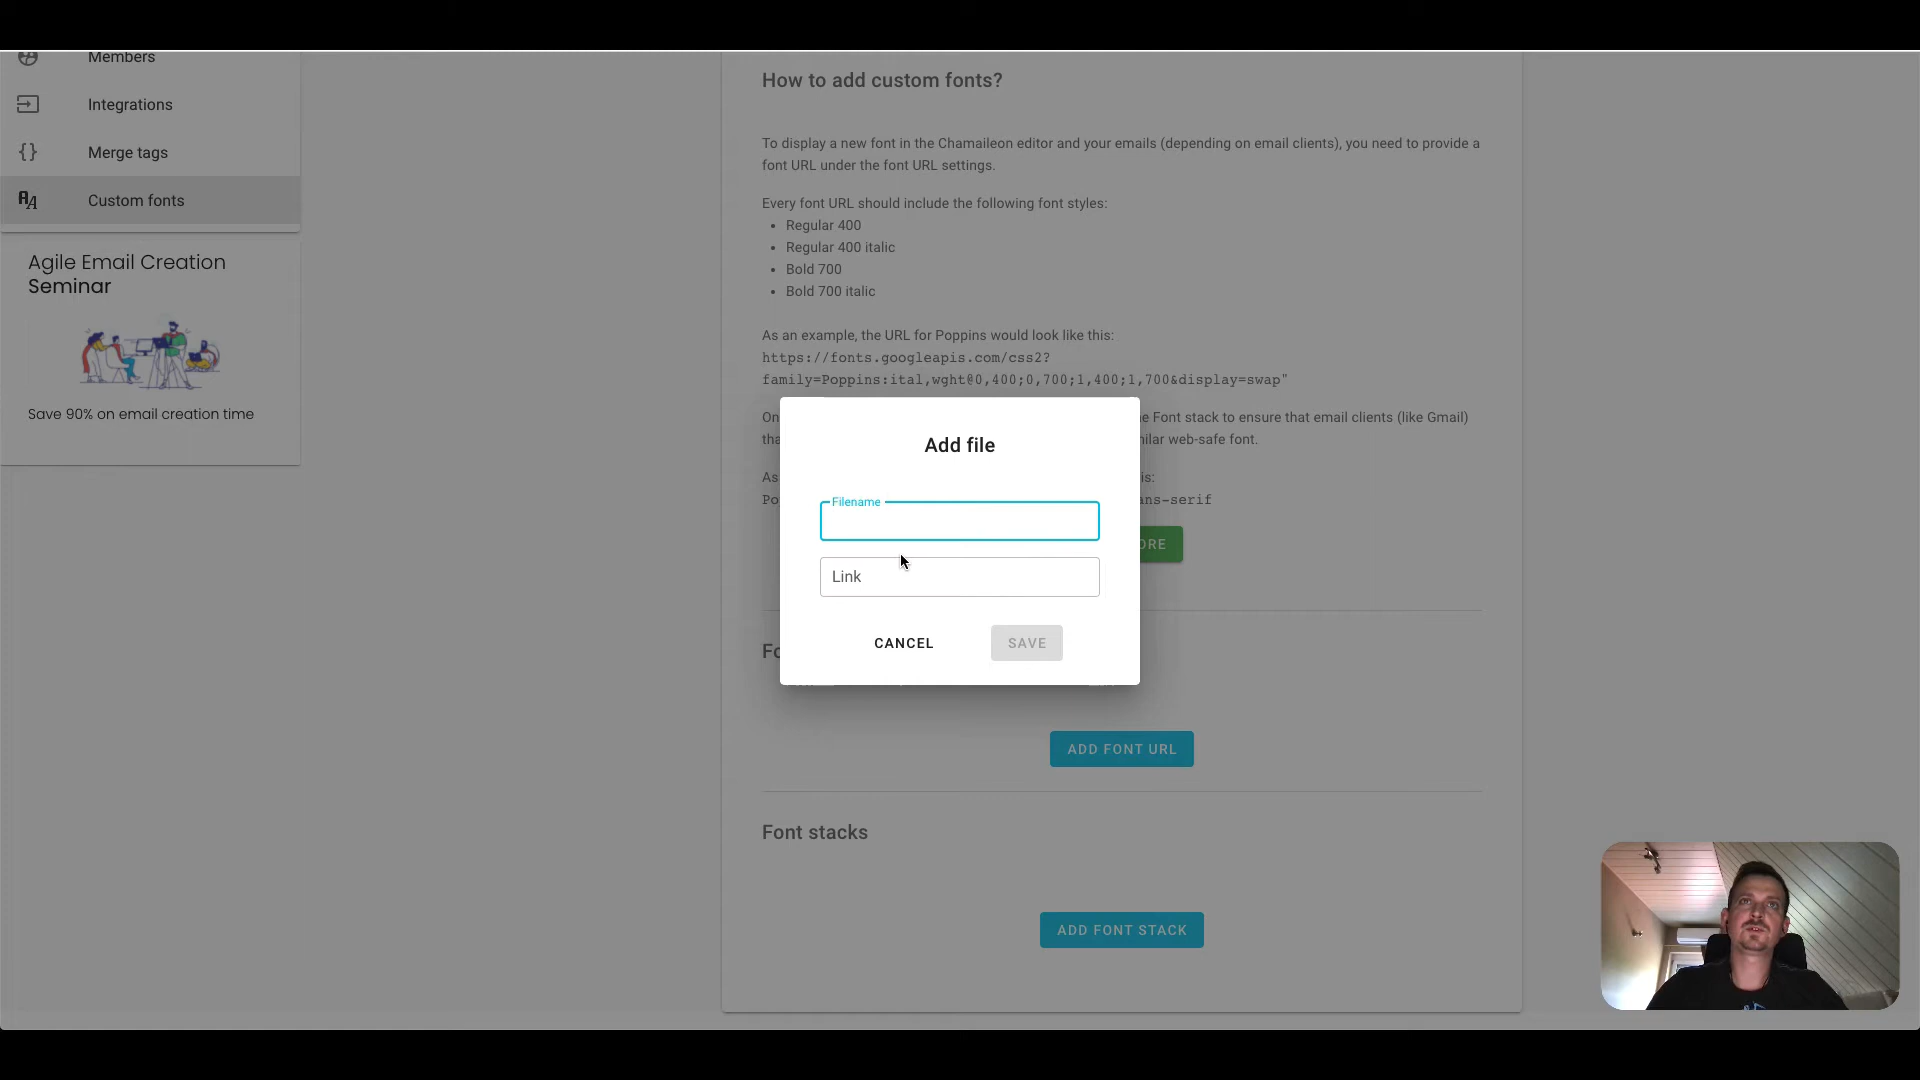 Members
Integrations
Merge tags
Custom fonts
Agile Email Creation
Seminar
Save 90% on email creation time
How to add custom fonts?
To display a new font in the Chamaileon editor and your emails (depending on email clients), you need to provide a
font URL under the font URL settings.
Every font URL should include the following font styles:
Regular 400
Regular 400 italic
Bold 700
Bold 700 italic
As an example, the URL for Poppins would look like this:
https://fonts.googleapis.com/css2?
family=Poppins:ital,wght@0,400;0,700;1,400;1,700&display=swap"
Font stack to ensure that email clients (like Gmail)
web-safe font.
Add file
Filename
Link
CANCEL
SAVE
ADD FONT URL
Font stacks
ADD FONT STACK